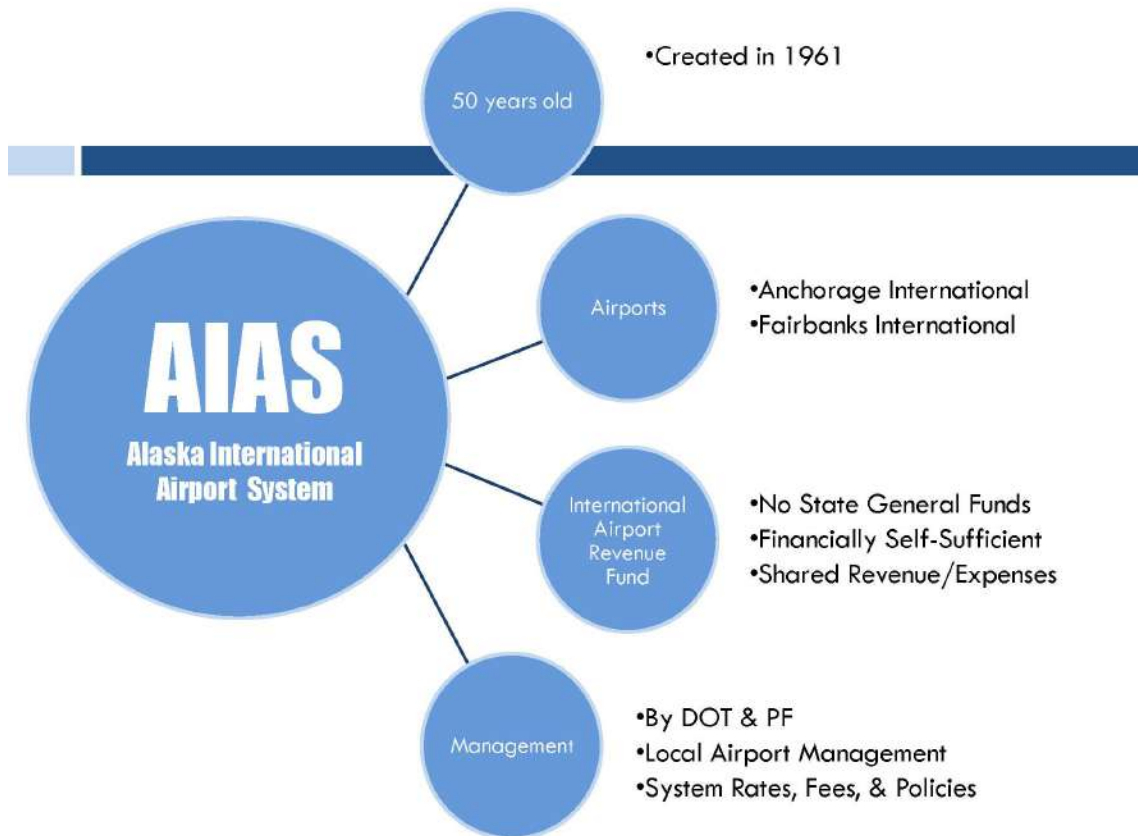 50 years old
•Created in 1961
AIAS
Alaska International
Airport System
Airports
•Anchorage International
•Fairbanks International
International
Airport
Revenue
Fund
•No State General Funds
•Financially Self-Sufficient
•Shared Revenue/Expenses
Management
•By DOT & PF
•Local Airport Management
•System Rates, Fees, & Policies